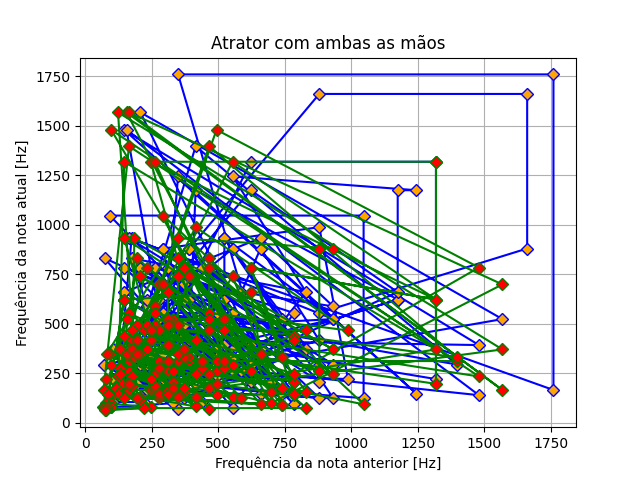 Atrator com ambas as mãos
Frequência da nota atual [Hz]
1750
1500
1250
1000
750
500
250
0
0 250 500 750 1000 1250 1500 1750
Frequência da nota anterior [Hz]